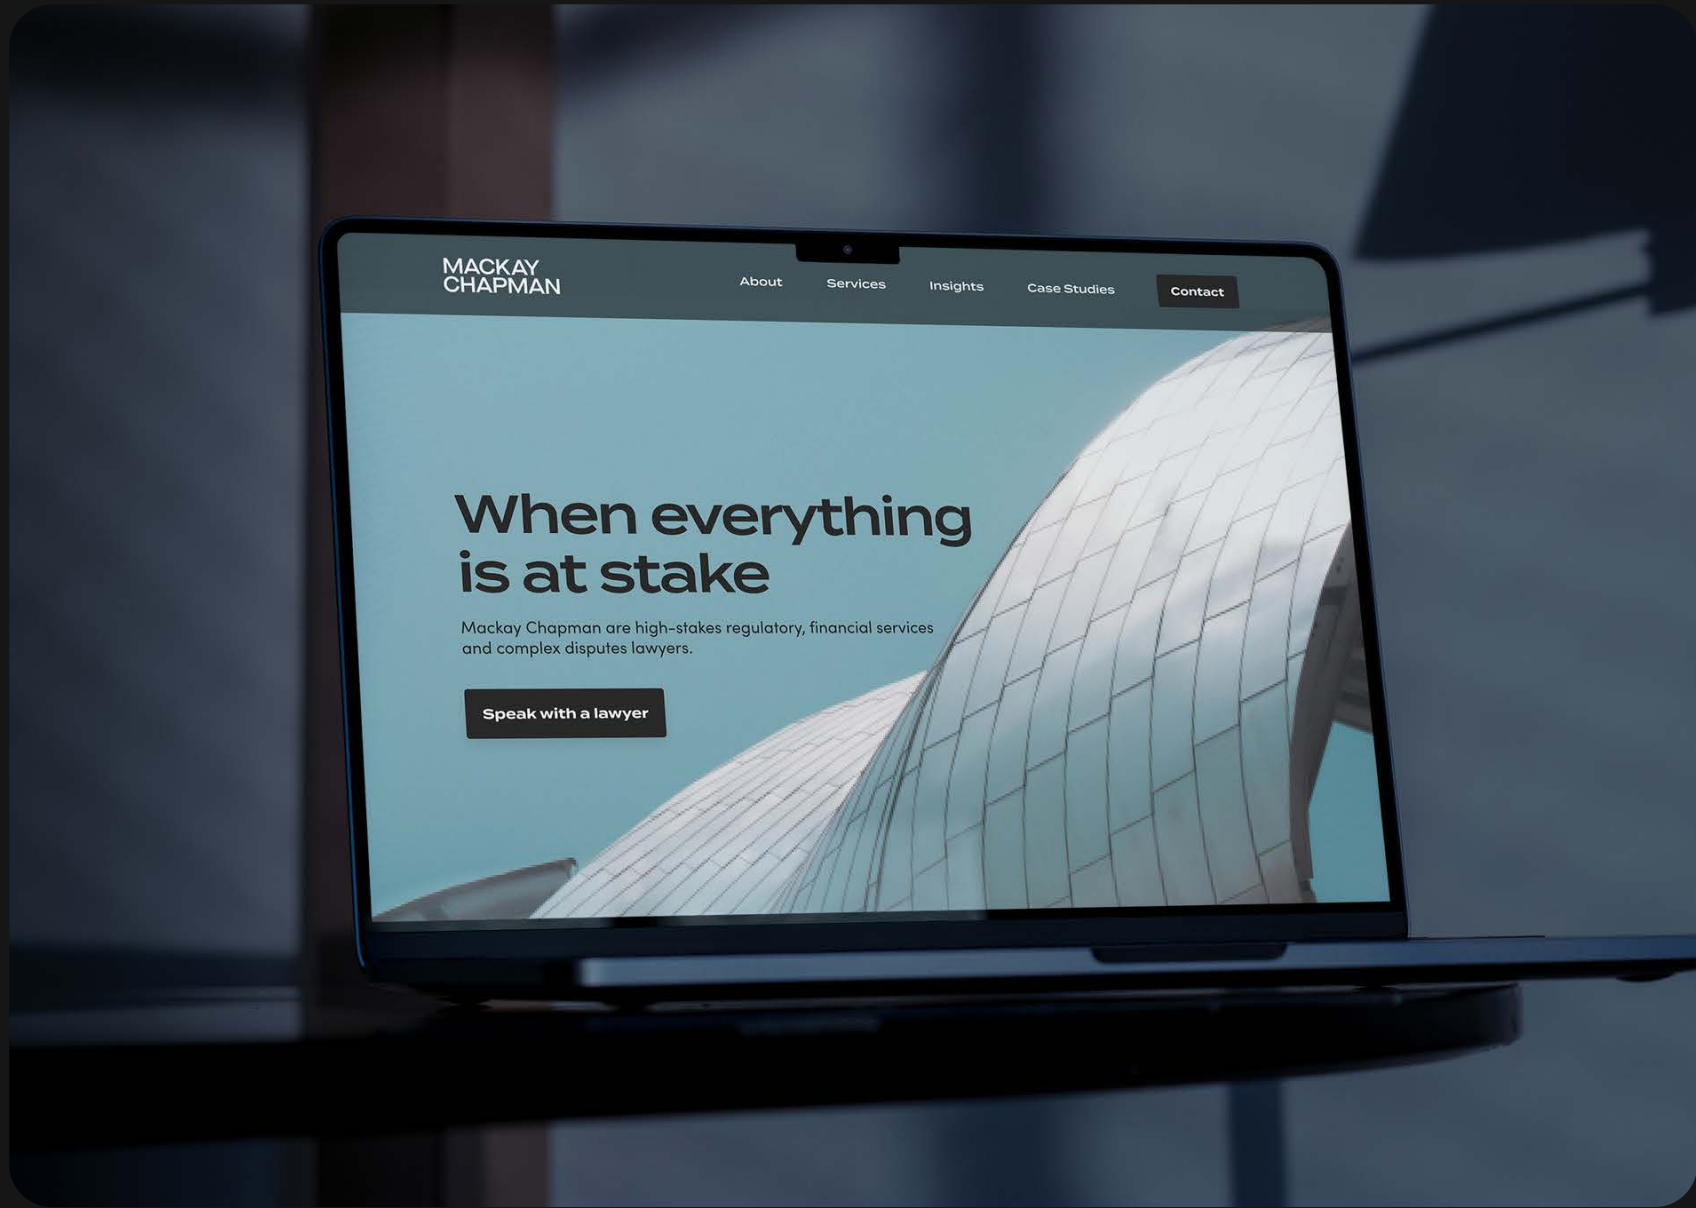 MACKAY
CHAPMAN
About
Services
Insights
Case Studies
Contact
When everything
is at stake
Mackay Chapman are high-stakes regulatory, financial services
and complex disputes lawyers.
Speak with a lawyer